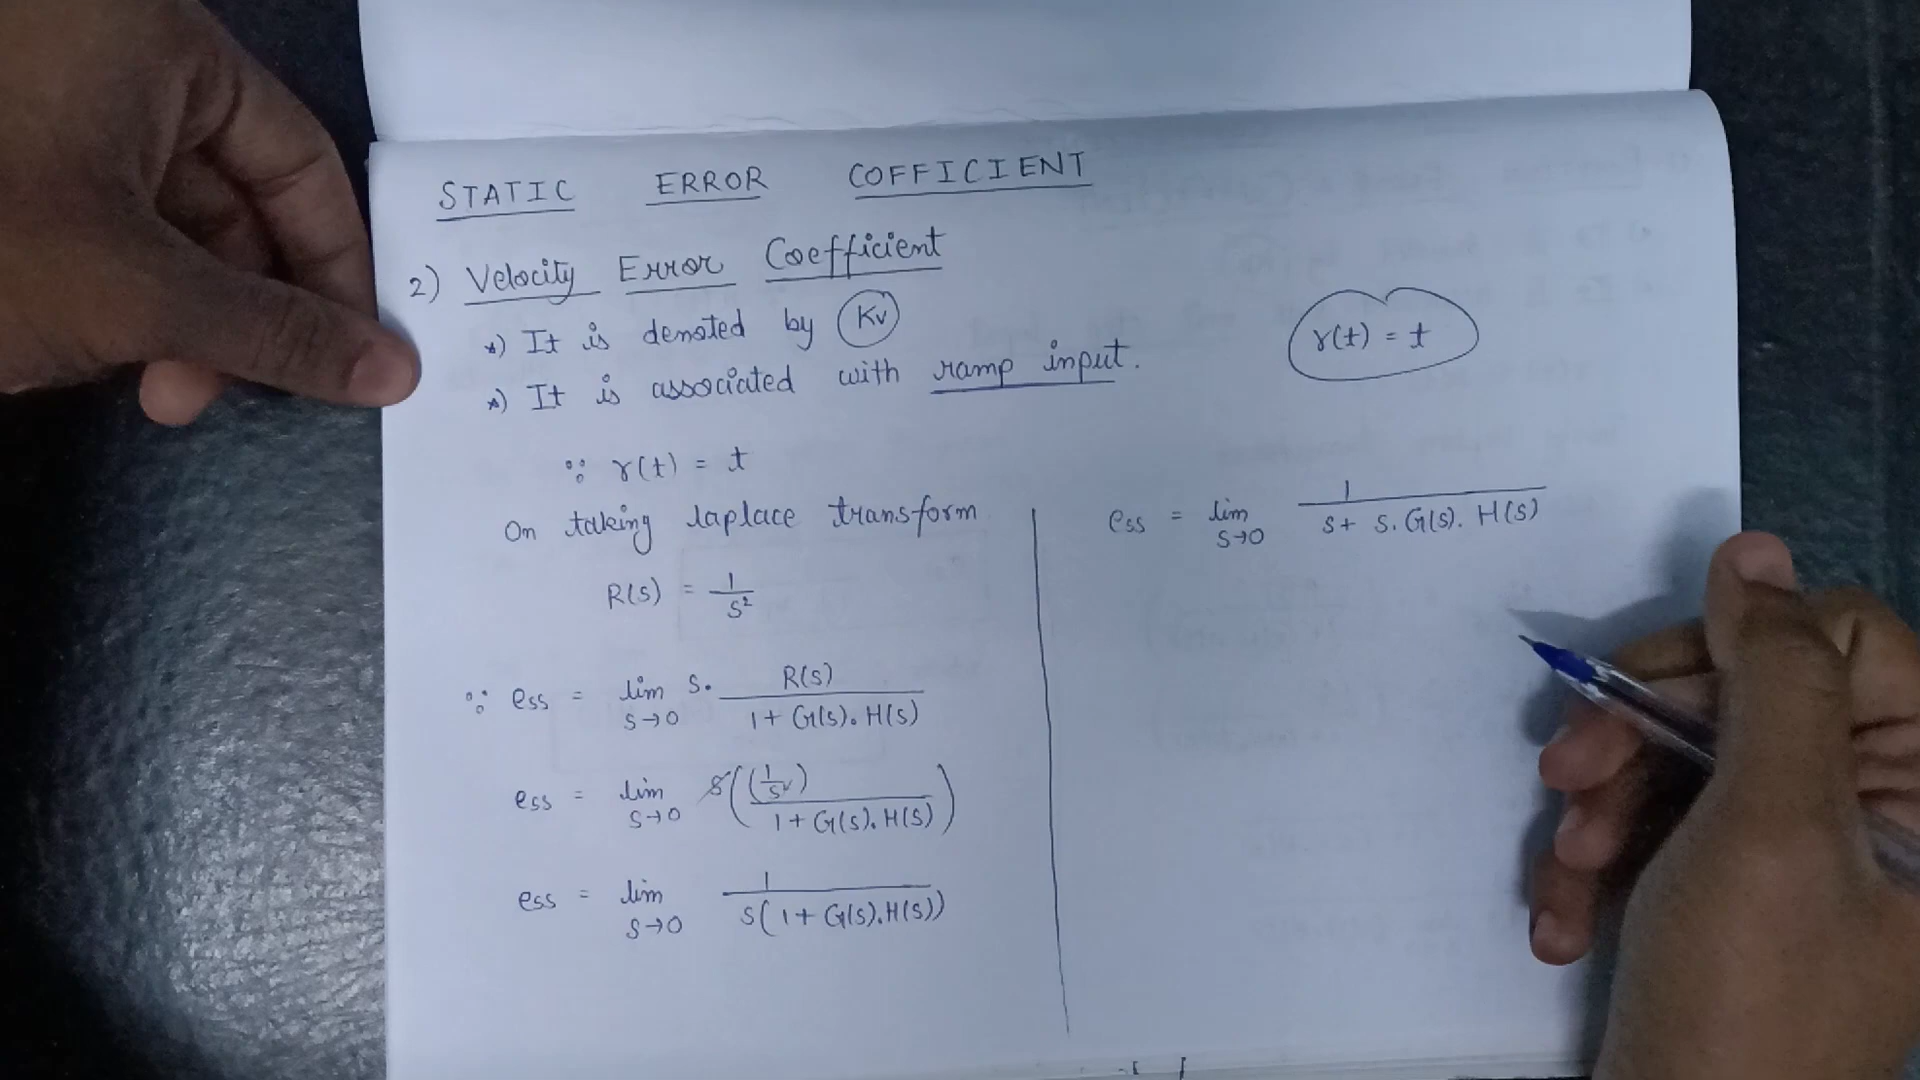 STATIC ERROR COFFICIENT
2) Velocity Error Coefficient
*) It is denoted by Kv
*) It is associated with ramp input.
r(t) = t
∵ r(t) = t
On taking laplace transform
R(s) = 1/s²
∵ ess = lim s→0 s. R(s) / 1 + G(s). H(s)
ess = lim s→0 s( (1/s²) / 1 + G(s). H(s) )
ess = lim s→0 1 / s( 1 + G(s).H(s))
ess = lim s→0 1 / s + s. G(s). H(s)